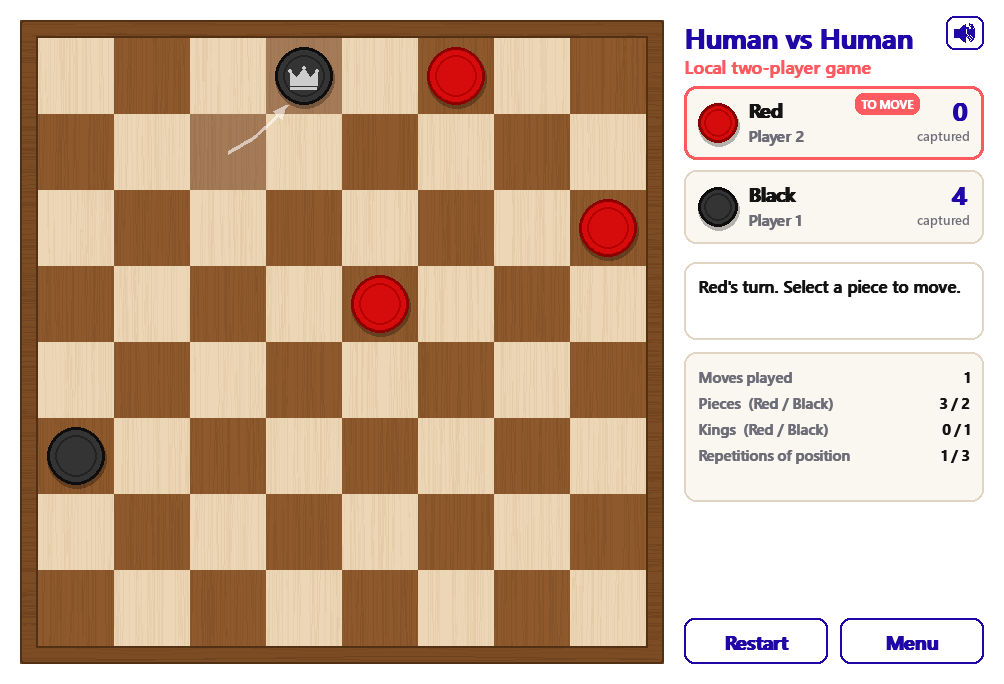 Human vs Human
Local two-player game
Red
TO MOVE
0
Player 2
captured
Black
4
Player 1
captured
Red's turn. Select a piece to move.
Moves played 1
Pieces (Red / Black) 3 / 2
Kings (Red / Black) 0 / 1
Repetitions of position 1 / 3
Restart
Menu